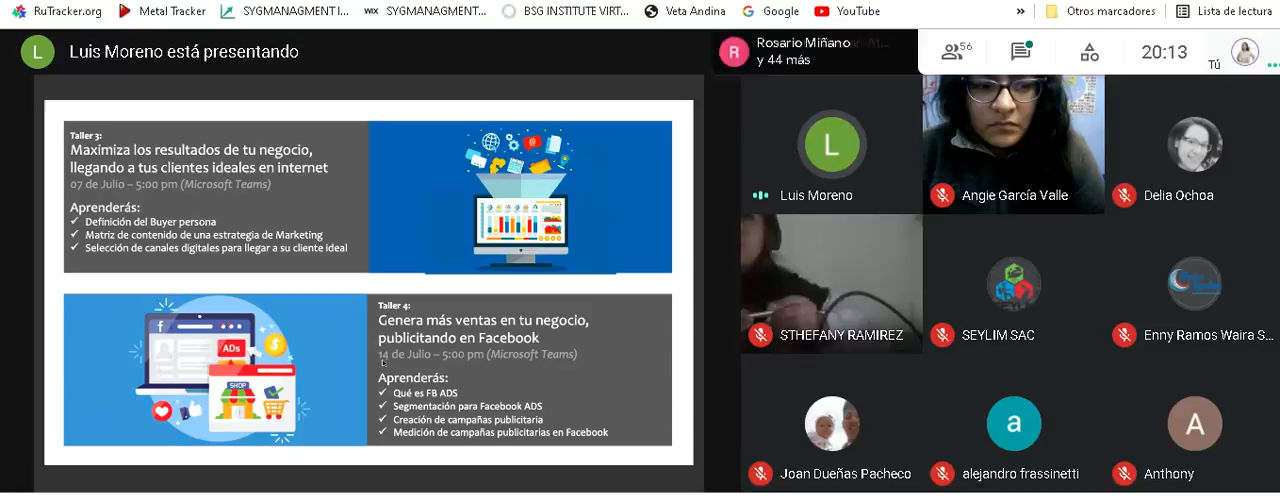 RuTracker.org
Metal Tracker
SYGMANAGMENT I...
WIX
SYGMANAGMENT...
BSG INSTITUTE VIRT...
Veta Andina
Google
YouTube
»
Otros marcadores
Lista de lectura
L
Luis Moreno está presentando
R
Rosario Miñano
y 44 más
56
20:13
Tú
Taller 3:
Maximiza los resultados de tu negocio,
llegando a tus clientes ideales en internet
07 de Julio – 5:00 pm (Microsoft Teams)
Aprenderás:
✓ Definición del Buyer persona
✓ Matriz de contenido de una estrategia de Marketing
✓ Selección de canales digitales para llegar a su cliente ideal
f
ADs
SHOP
Taller 4:
Genera más ventas en tu negocio,
publicitando en Facebook
14 de Julio – 5:00 pm (Microsoft Teams)
Aprenderás:
✓ Qué es FB ADS
✓ Segmentación para Facebook ADS
✓ Creación de campañas publicitaria
✓ Medición de campañas publicitarias en Facebook
L
Luis Moreno
Angie García Valle
Delia Ochoa
STHEFANY RAMIREZ
SEYLIM SAC
Enny Ramos Waira S...
Joan Dueñas Pacheco
a
alejandro frassinetti
A
Anthony